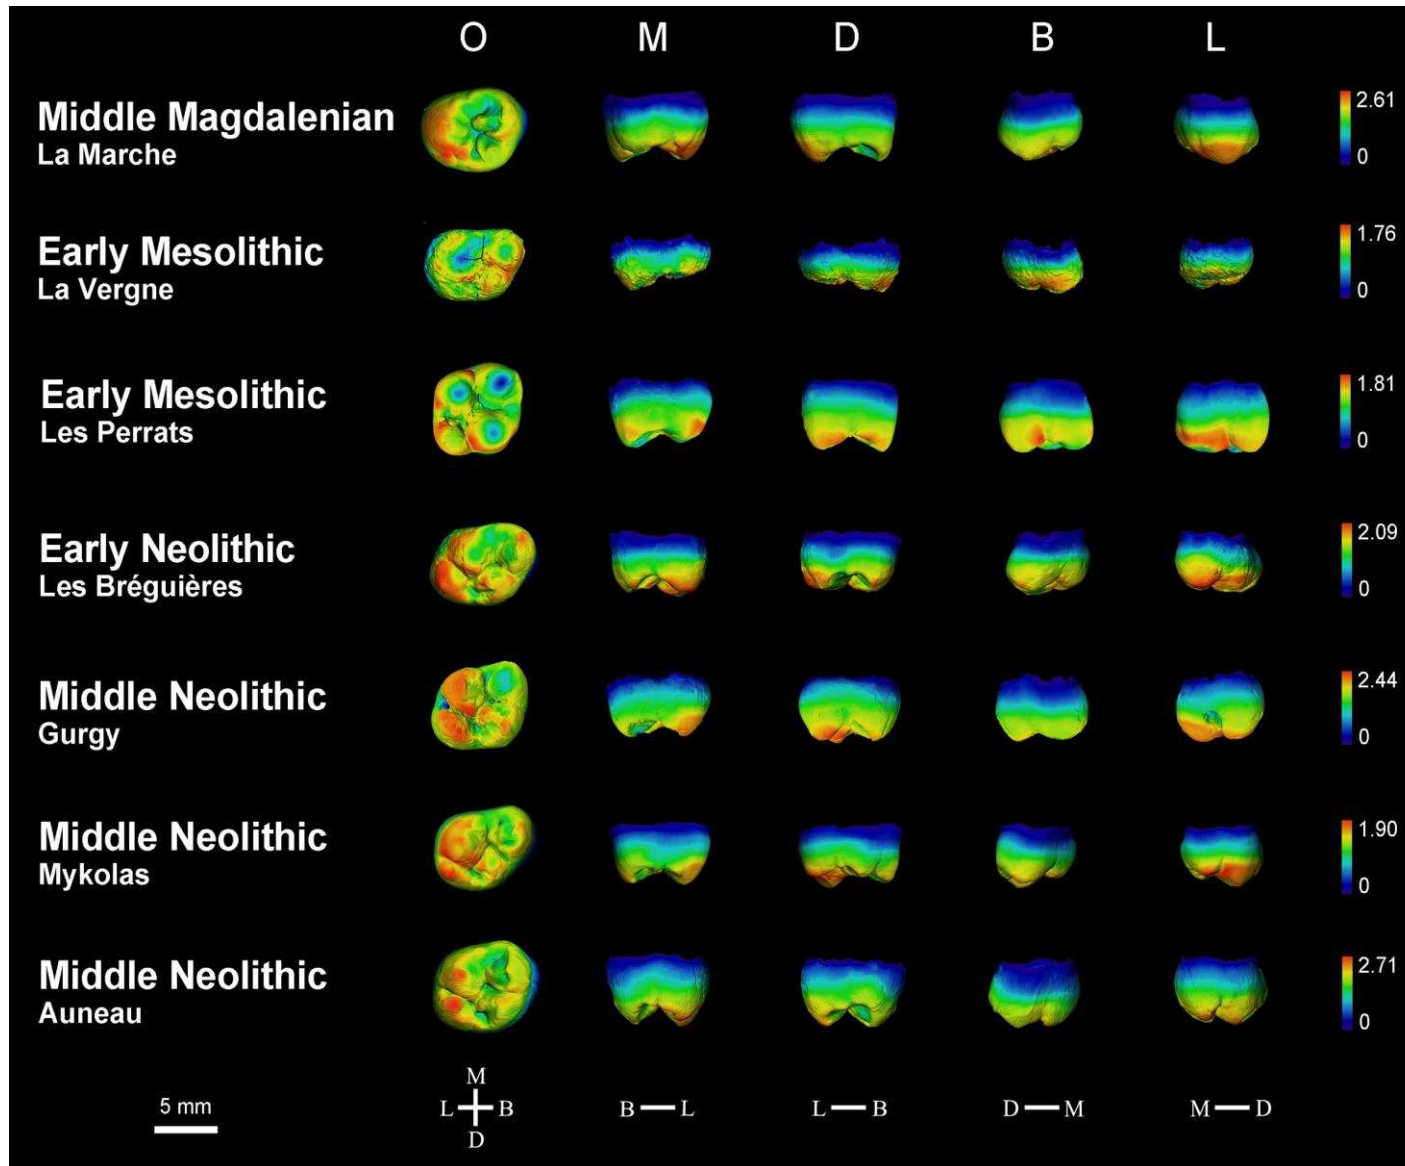 O M D B L
Middle Magdalenian
La Marche
2.61
0
Early Mesolithic
La Vergne
1.76
0
Early Mesolithic
Les Perrats
1.81
0
Early Neolithic
Les Bréguières
2.09
0
Middle Neolithic
Gurgy
2.44
0
Middle Neolithic
Mykolas
1.90
0
Middle Neolithic
Auneau
2.71
0
M
5 mm L B B L L B D M M D
D